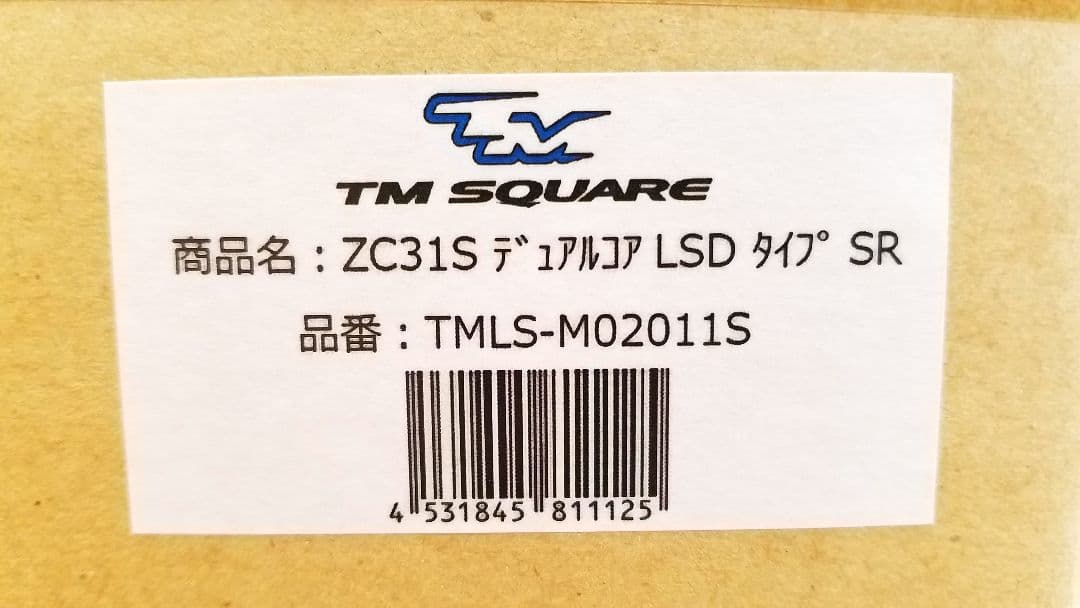 TM
TM SQUARE
商品名：ZC31S ﾃﾞｭｱﾙｺｱ LSD ﾀｲﾌﾟ SR
品番：TMLS-M02011S
4 531845 811125